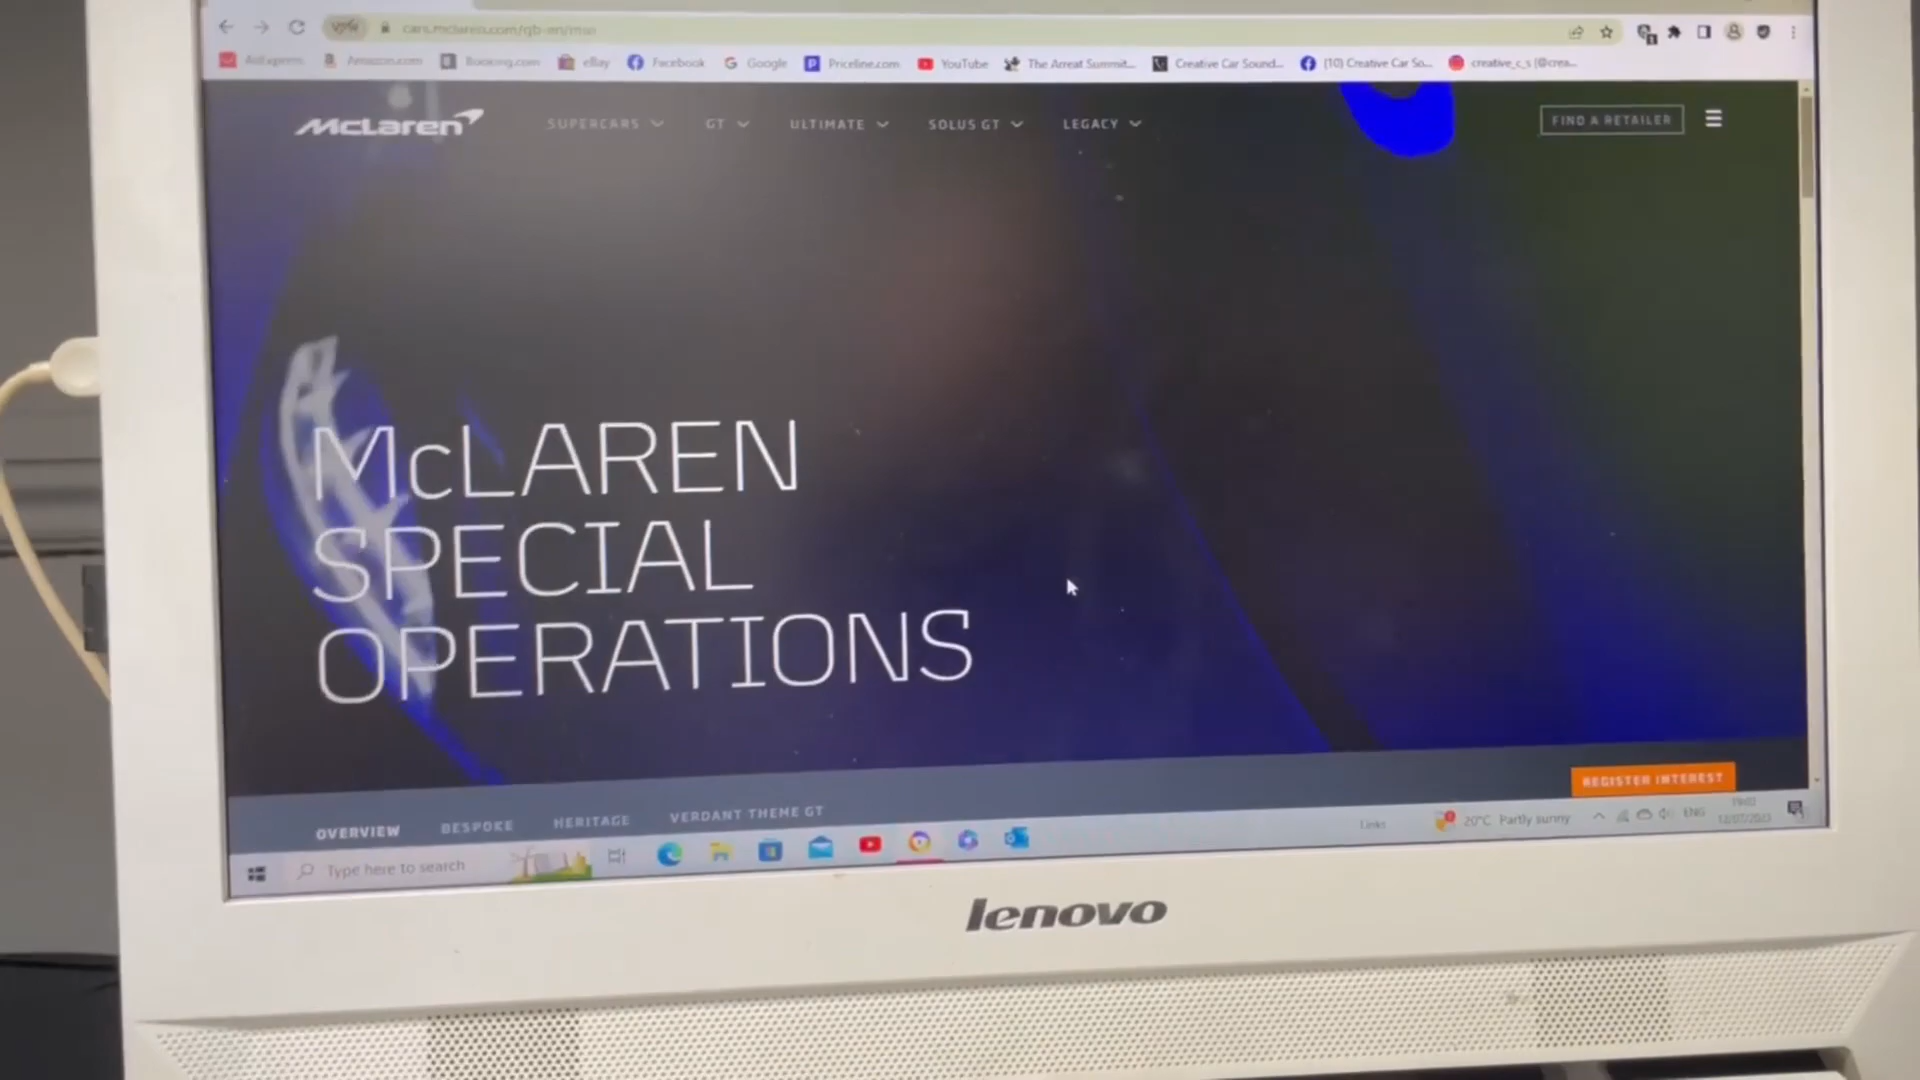 VPN cars.mclaren.com/gb-en/mso
AliExpress Amazon.com Booking.com eBay Facebook Google Priceline.com YouTube The Arreat Summit... Creative Car Sound... (10) Creative Car So... creative_c_s (@crea...
McLaren SUPERCARS GT ULTIMATE SOLUS GT LEGACY FIND A RETAILER
McLAREN
SPECIAL
OPERATIONS
REGISTER INTEREST
OVERVIEW BESPOKE HERITAGE VERDANT THEME GT
Type here to search Links 20°C Partly sunny ENG
lenovo